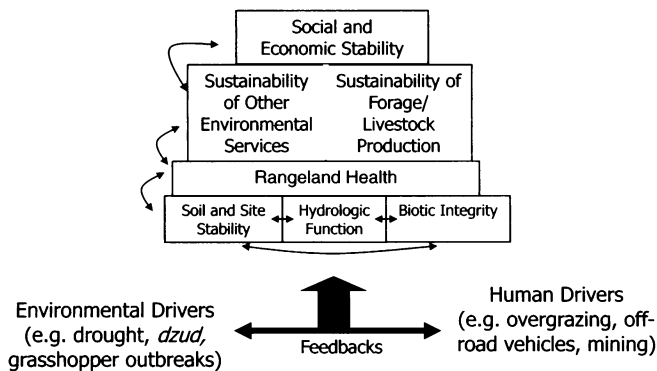 Social and
Economic Stability
Sustainability
of Other
Environmental
Services
Sustainability of
Forage/
Livestock
Production
Rangeland Health
Soil and Site
Stability
Hydrologic
Function
Biotic Integrity
Environmental Drivers
(e.g. drought, dzud,
grasshopper outbreaks)
Feedbacks
Human Drivers
(e.g. overgrazing, off-
road vehicles, mining)